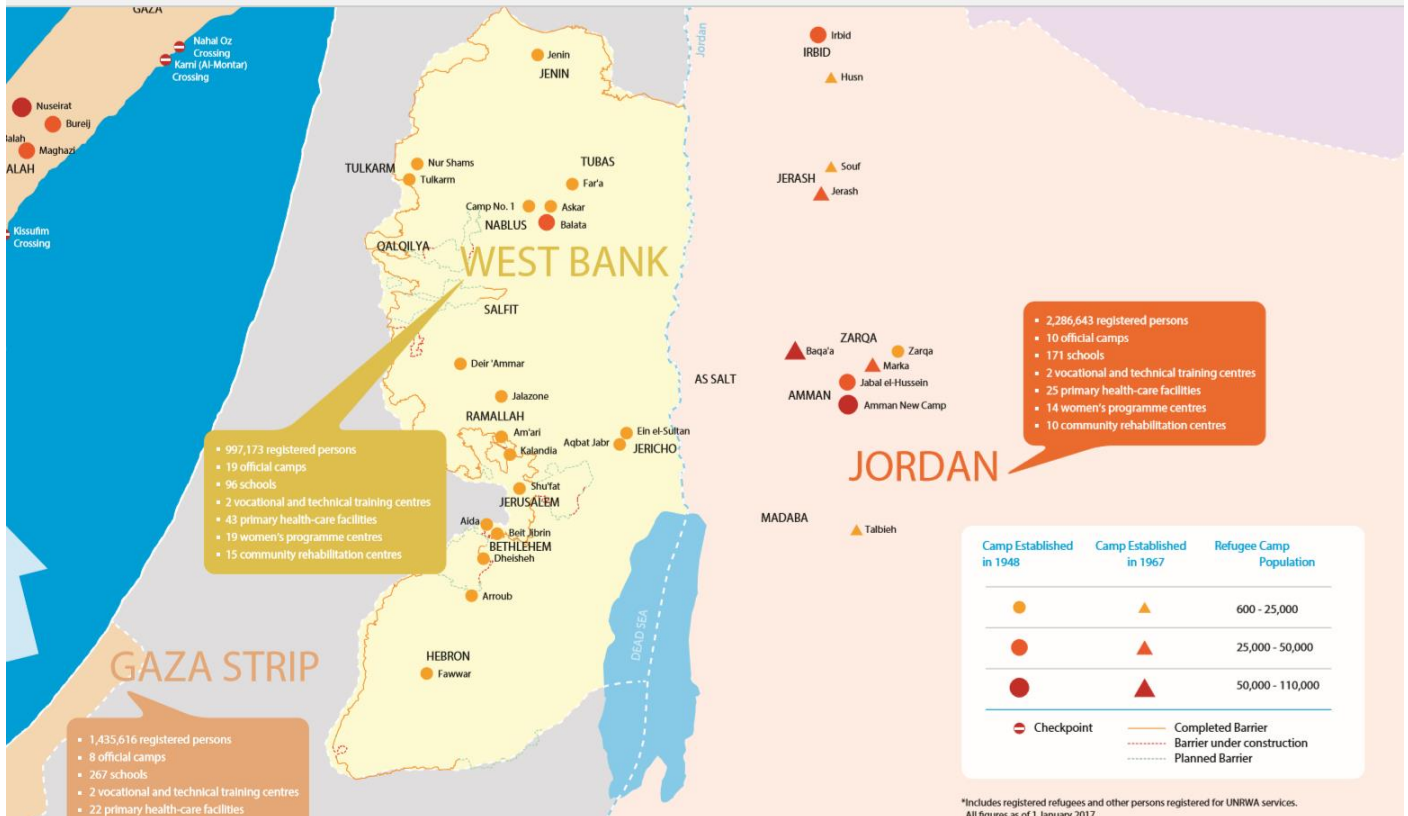 GAZA
Nahal Oz
Crossing
Karni (Al-Montar)
Crossing
Nuseirat
Bureij
Balah
Maghazi
ALAH
Kissufim
Crossing
Jenin
JENIN
Nur Shams
TULKARM
Tulkarm
TUBAS
Far'a
Camp No. 1
Askar
NABLUS
Balata
QALQILYA
WEST BANK
SALFIT
Deir 'Ammar
Jalazone
RAMALLAH
Am'ari
Kalandia
Ein el-Sultan
Aqbat Jabr
JERICHO
Shu'fat
JERUSALEM
Aida
Beit Jibrin
BETHLEHEM
Dheisheh
Arroub
HEBRON
Fawwar
DEAD SEA
Jordan
Irbid
IRBID
Husn
Souf
JERASH
Jerash
ZARQA
Baqa'a
Zarqa
Marka
AS SALT
Jabal el-Hussein
AMMAN
Amman New Camp
JORDAN
MADABA
Talbieh
▪ 997,173 registered persons
▪ 19 official camps
▪ 96 schools
▪ 2 vocational and technical training centres
▪ 43 primary health-care facilities
▪ 19 women's programme centres
▪ 15 community rehabilitation centres
▪ 2,286,643 registered persons
▪ 10 official camps
▪ 171 schools
▪ 2 vocational and technical training centres
▪ 25 primary health-care facilities
▪ 14 women's programme centres
▪ 10 community rehabilitation centres
GAZA STRIP
▪ 1,435,616 registered persons
▪ 8 official camps
▪ 267 schools
▪ 2 vocational and technical training centres
▪ 22 primary health-care facilities
Camp Established in 1948
Camp Established in 1967
Refugee Camp Population
600 - 25,000
25,000 - 50,000
50,000 - 110,000
Checkpoint
Completed Barrier
Barrier under construction
Planned Barrier
*Includes registered refugees and other persons registered for UNRWA services.
All figures as of 1 January 2017